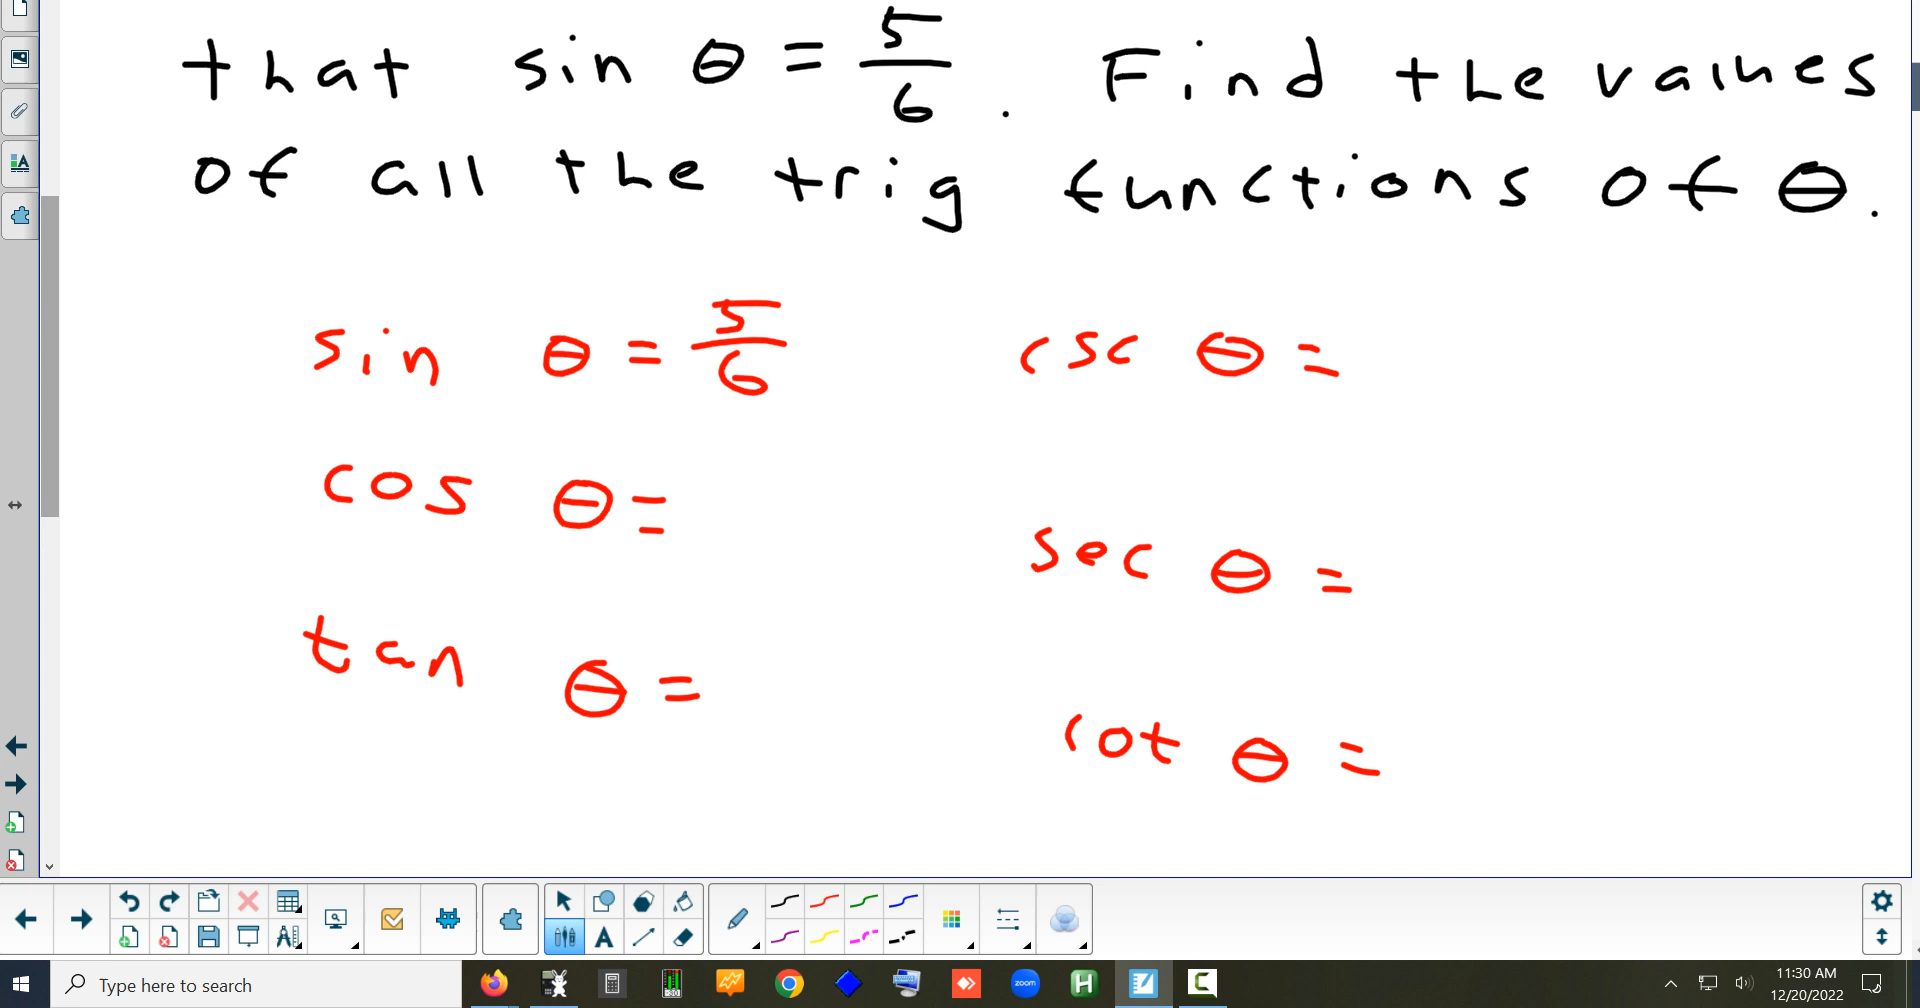 that sin θ = 5/6. Find the values
of all the trig functions of θ.
sin θ = 5/6 csc θ =
cos θ =
sec θ =
tan θ =
cot θ =
Type here to search
zoom
11:30 AM
12/20/2022